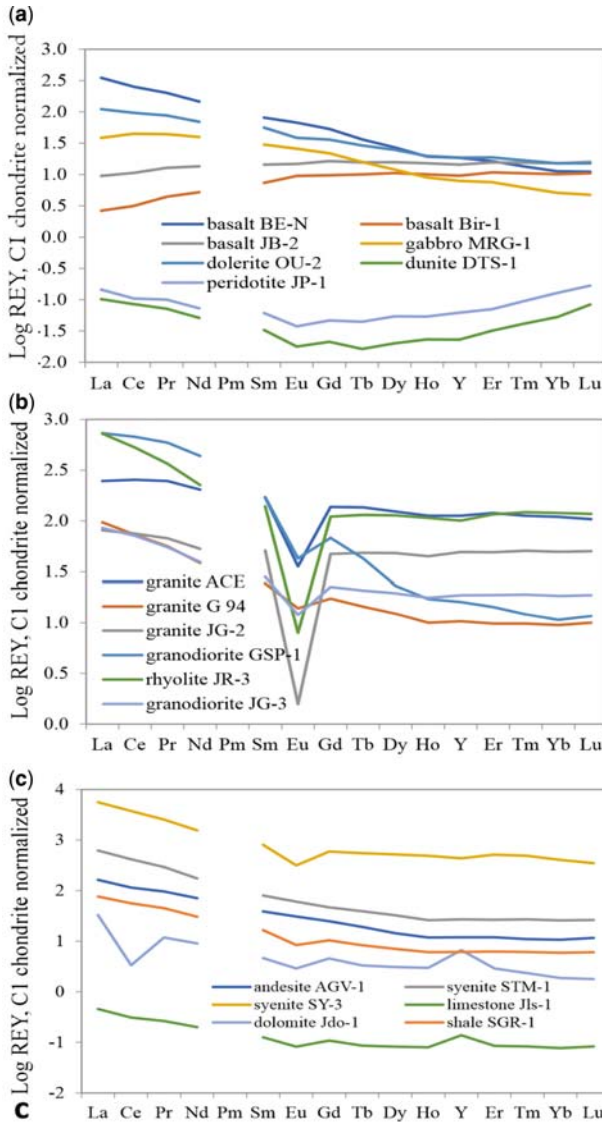 (a)
Log REY, C1 chondrite normalized
3.0
2.5
2.0
1.5
1.0
0.5
0.0
-0.5
-1.0
-1.5
-2.0
basalt BE-N basalt Bir-1
basalt JB-2 gabbro MRG-1
dolerite OU-2 dunite DTS-1
peridotite JP-1
La Ce Pr Nd Pm Sm Eu Gd Tb Dy Ho Y Er Tm Yb Lu
(b)
Log REY, C1 chondrite normalized
3.0
2.5
2.0
1.5
1.0
0.5
0.0
granite ACE
granite G 94
granite JG-2
granodiorite GSP-1
rhyolite JR-3
granodiorite JG-3
La Ce Pr Nd Pm Sm Eu Gd Tb Dy Ho Y Er Tm Yb Lu
(c)
Log REY, C1 chondrite normalized
4
3
2
1
0
-1
-2
andesite AGV-1 syenite STM-1
syenite SY-3 limestone Jls-1
dolomite Jdo-1 shale SGR-1
La Ce Pr Nd Pm Sm Eu Gd Tb Dy Ho Y Er Tm Yb Lu
c